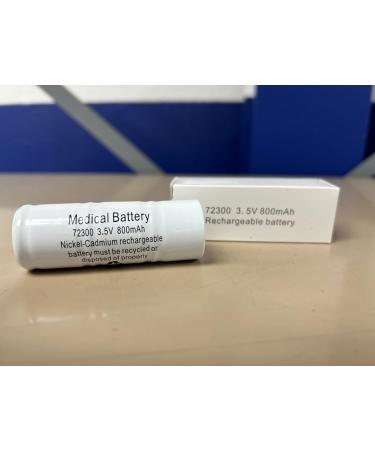 Medical Battery
72300 3.5V 800mAh
Nickel-Cadmium rechargeable
battery must be recycled or
disposed of properly
72300 3.5V 800mAh
Rechargeable battery